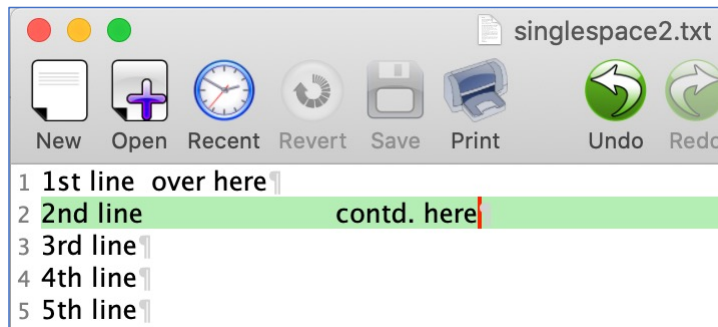 singlespace2.txt
New Open Recent Revert Save Print Undo Redo
1 1st line  over here¶
2 2nd line                    contd. here¶
3 3rd line¶
4 4th line¶
5 5th line¶